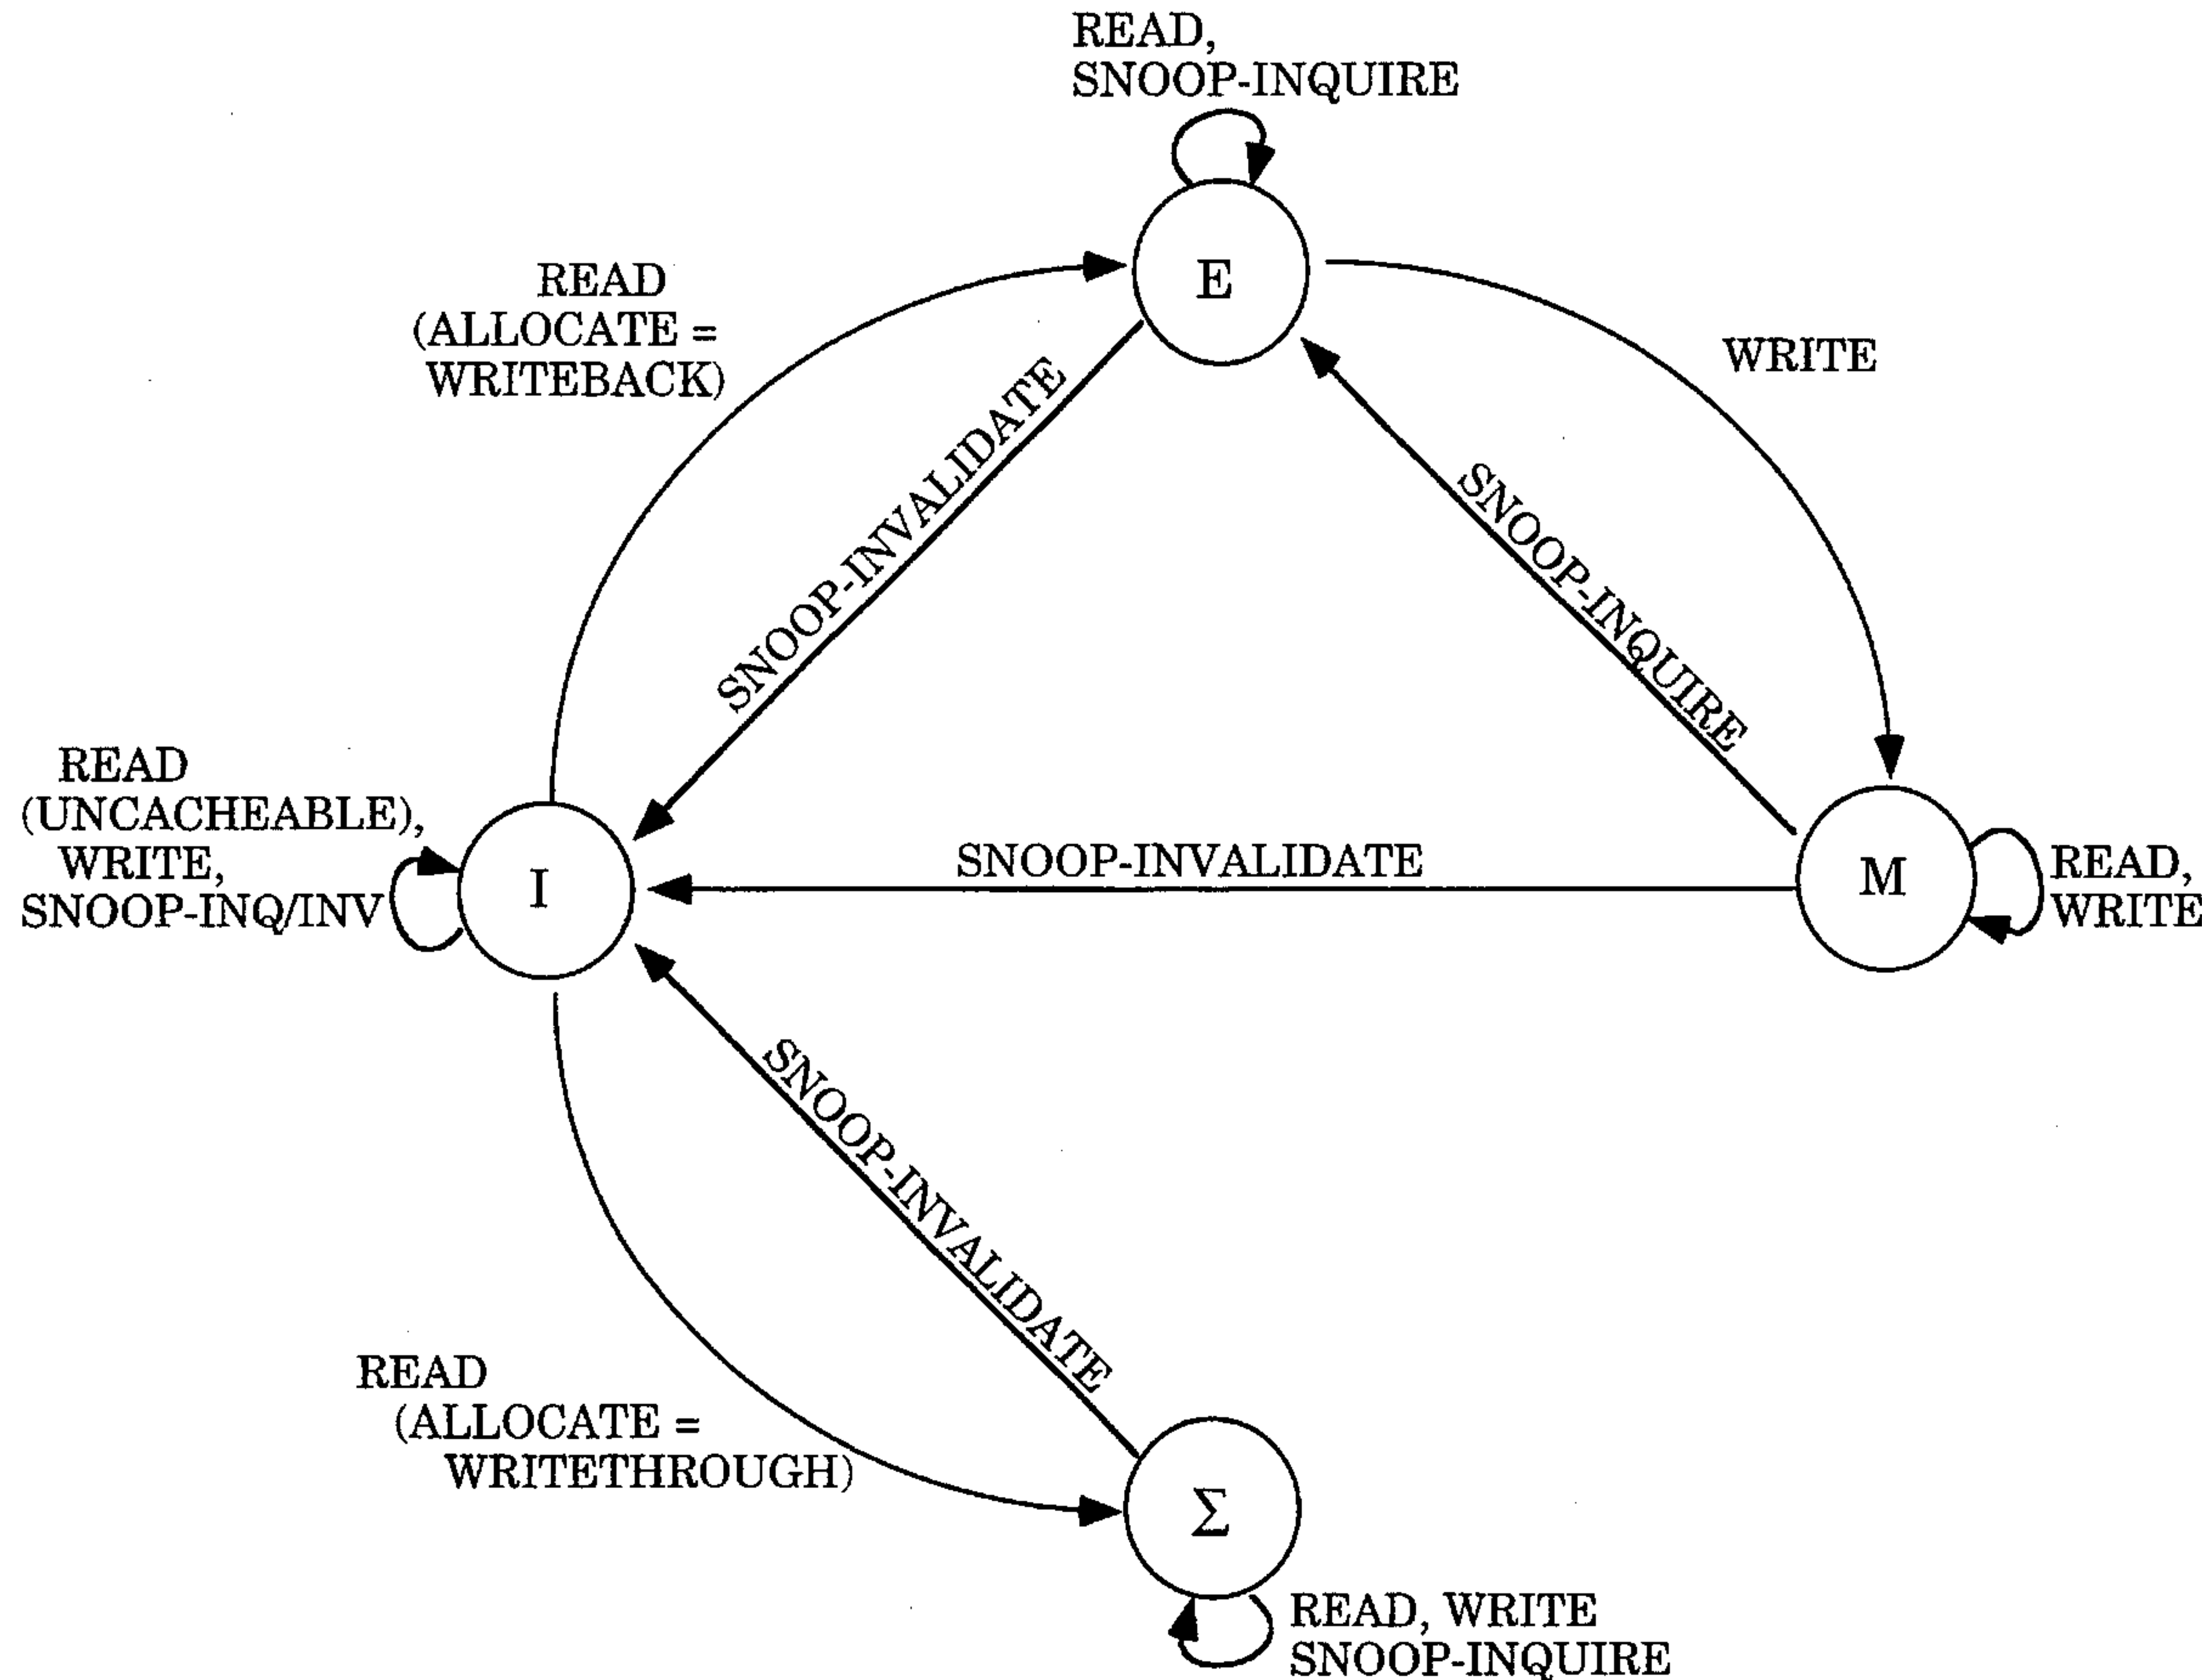 READ,
SNOOP-INQUIRE
E
READ
(ALLOCATE =
WRITEBACK)
WRITE
SNOOP-INVALIDATE
SNOOP-INQUIRE
READ
(UNCACHEABLE),
WRITE,
SNOOP-INQ/INV
I
SNOOP-INVALIDATE
M
READ,
WRITE
SNOOP-INVALIDATE
READ
(ALLOCATE =
WRITETHROUGH)
Σ
READ, WRITE
SNOOP-INQUIRE